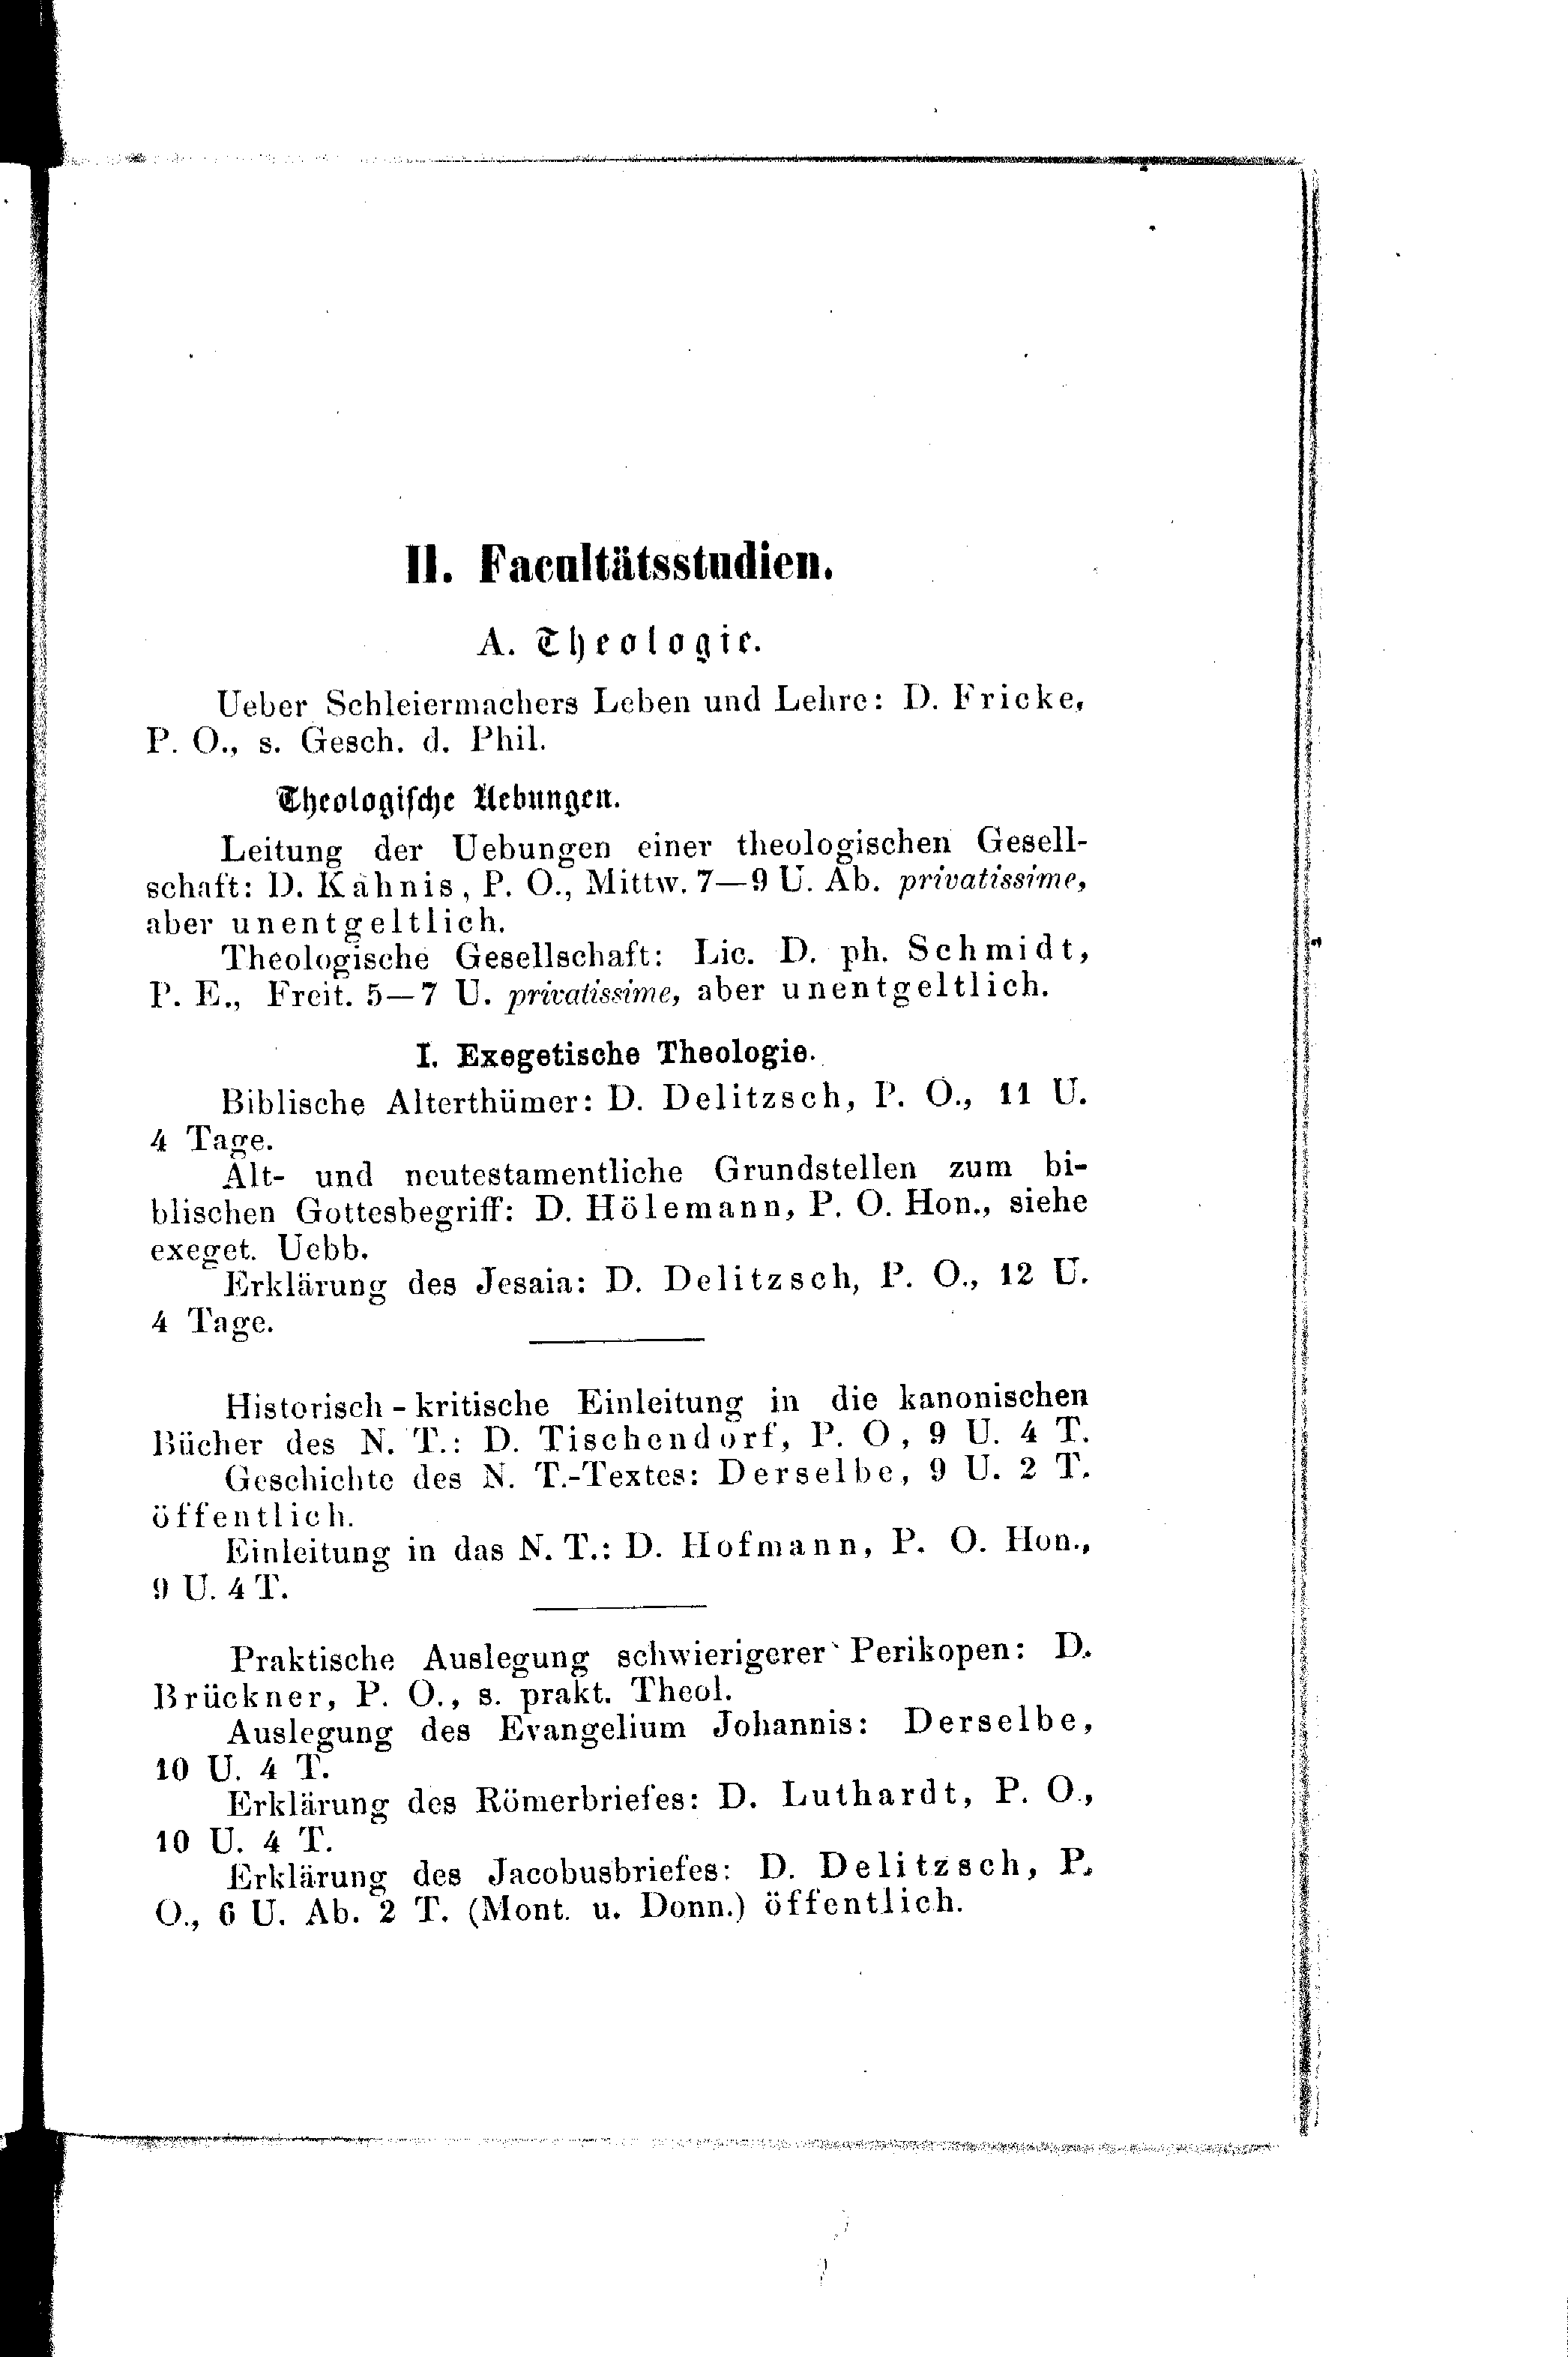 II. Facultätsstudien.
A. Theologie.
Ueber Schleiermachers Leben und Lehre: D. Fricke,
P. O., s. Gesch. d. Phil.
Theologische Uebungen.
Leitung der Uebungen einer theologischen Gesell-
schaft: D. Kahnis, P. O., Mittw. 7—9 U. Ab. privatissime,
aber unentgeltlich.
Theologische Gesellschaft: Lic. D. ph. Schmidt,
P. E., Freit. 5—7 U. privatissime, aber unentgeltlich.
I. Exegetische Theologie.
Biblische Alterthümer: D. Delitzsch, P. O., 11 U.
4 Tage.
Alt- und neutestamentliche Grundstellen zum bi-
blischen Gottesbegriff: D. Hölemann, P. O. Hon., siehe
exeget. Uebb.
Erklärung des Jesaia: D. Delitzsch, P. O., 12 U.
4 Tage.
Historisch-kritische Einleitung in die kanonischen
Bücher des N. T.: D. Tischendorf, P. O, 9 U. 4 T.
Geschichte des N. T.-Textes: Derselbe, 9 U. 2 T.
öffentlich.
Einleitung in das N. T.: D. Hofmann, P. O. Hon.,
9 U. 4 T.
Praktische Auslegung schwierigerer Perikopen: D.
Brückner, P. O., s. prakt. Theol.
Auslegung des Evangelium Johannis: Derselbe,
10 U. 4 T.
Erklärung des Römerbriefes: D. Luthardt, P. O.,
10 U. 4 T.
Erklärung des Jacobusbriefes: D. Delitzsch, P.
O., 6 U. Ab. 2 T. (Mont. u. Donn.) öffentlich.